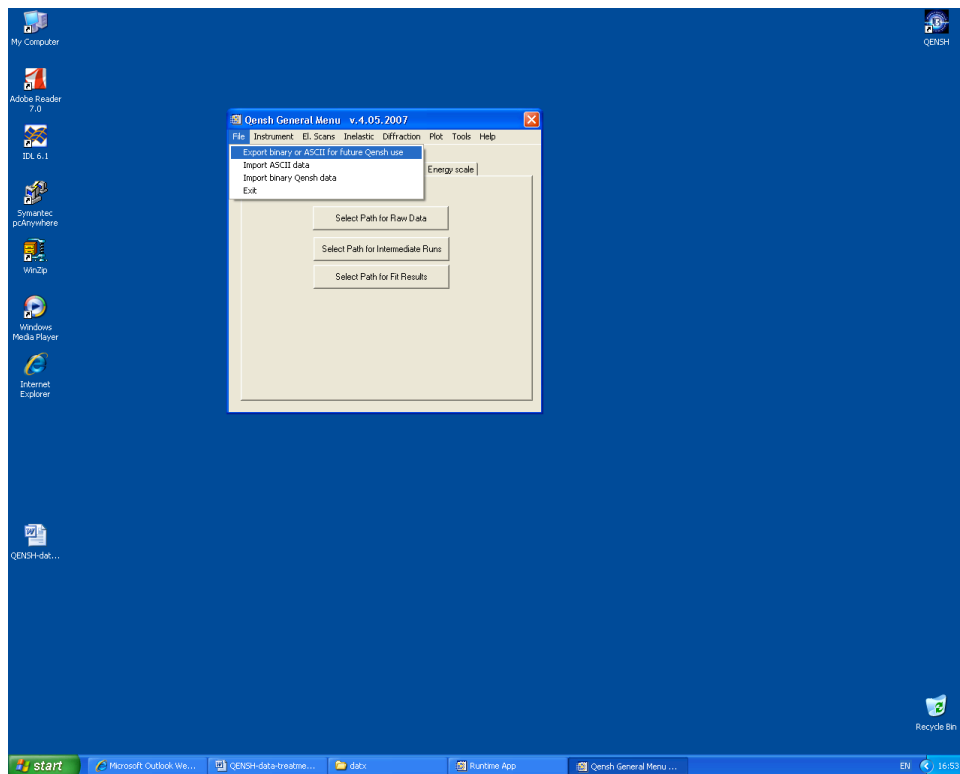 My Computer
QENSH
Adobe Reader
7.0
IDL 6.1
Symantec
pcAnywhere
WinZip
Windows
Media Player
Internet
Explorer
QENSH-dat...
Qensh General Menu v.4.05.2007
File Instrument El. Scans Inelastic Diffraction Plot Tools Help
Export binary or ASCII for future Qensh use
Import ASCII data
Import binary Qensh data
Exit
Energy scale
Select Path for Raw Data
Select Path for Intermediate Runs
Select Path for Fit Results
Recycle Bin
start Microsoft Outlook We... QENSH-data-treatme... datx Runtime App Qensh General Menu ... EN 16:53